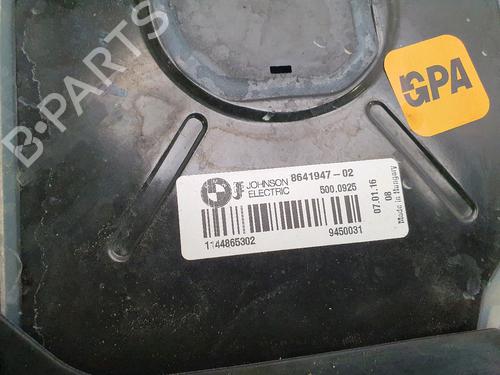 GPA
B-PARTS
JOHNSON ELECTRIC
8641947-02
500.0925
1144865302
9450031
07.01.16
08
Made in Hungary